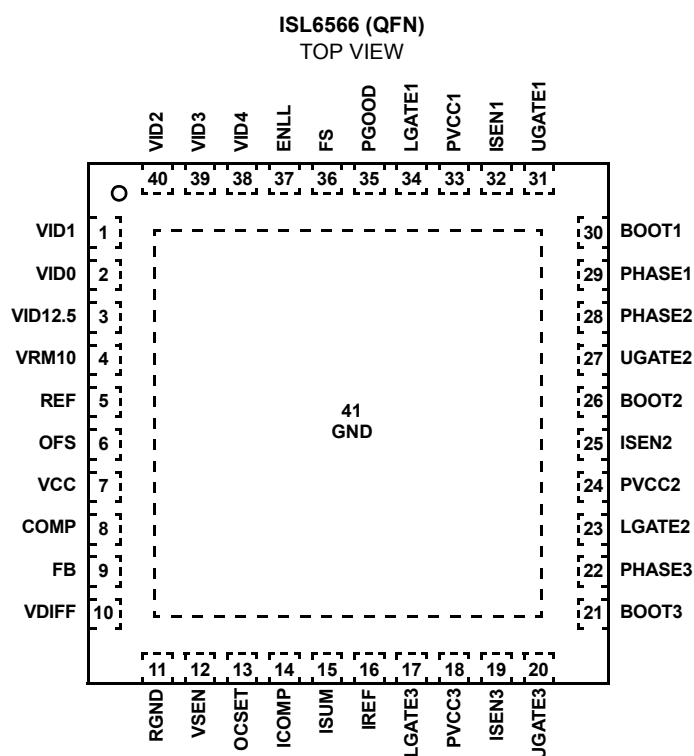 ISL6566 (QFN)
TOP VIEW
VID2
VID3
VID4
ENLL
FS
PGOOD
LGATE1
PVCC1
ISEN1
UGATE1
40 39 38 37 36 35 34 33 32 31
VID1 1 30 BOOT1
VID0 2 29 PHASE1
VID12.5 3 28 PHASE2
VRM10 4 27 UGATE2
REF 5 26 BOOT2
41
GND
OFS 6 25 ISEN2
VCC 7 24 PVCC2
COMP 8 23 LGATE2
FB 9 22 PHASE3
VDIFF 10 21 BOOT3
11 12 13 14 15 16 17 18 19 20
RGND
VSEN
OCSET
ICOMP
ISUM
IREF
LGATE3
PVCC3
ISEN3
UGATE3